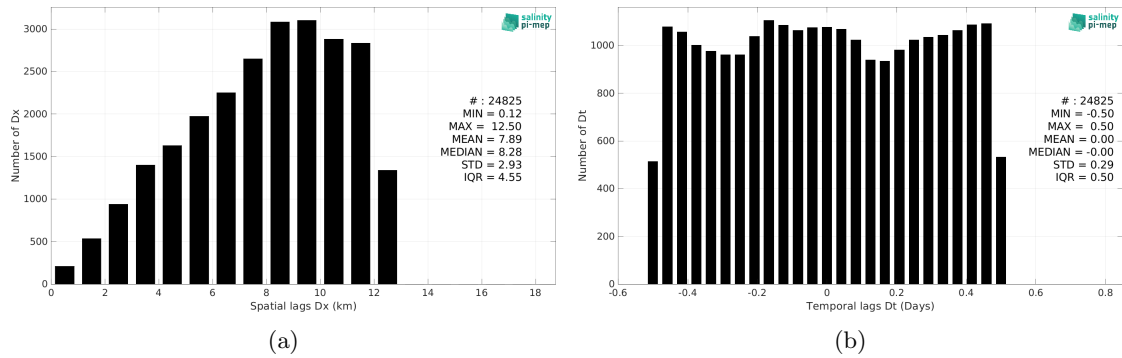 3000
2500
2000
1500
1000
500
0
0
2
4
6
8
10
12
14
16
18
Number of Dx
Spatial lags Dx (km)
salinity
pi-mep
# : 24825
MIN = 0.12
MAX = 12.50
MEAN = 7.89
MEDIAN = 8.28
STD = 2.93
IQR = 4.55
(a)
1000
800
600
400
200
0
-0.6
-0.4
-0.2
0
0.2
0.4
0.6
0.8
Number of Dt
Temporal lags Dt (Days)
salinity
pi-mep
# : 24825
MIN = -0.50
MAX = 0.50
MEAN = 0.00
MEDIAN = -0.00
STD = 0.29
IQR = 0.50
(b)